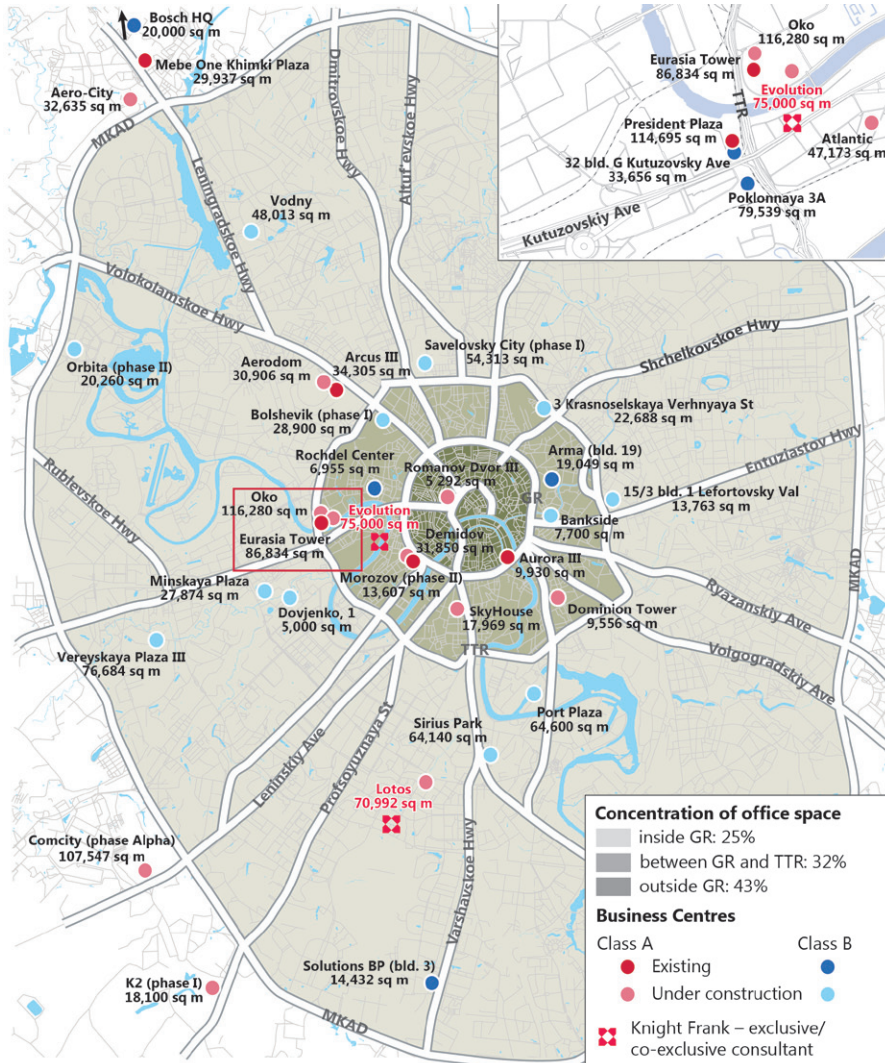 Bosch HQ
20,000 sq m
Mebe One Khimki Plaza
29,937 sq m
Aero-City
32,635 sq m
MKAD
Leningradskoe Hwy
Dmitrovskoe Hwy
Altuf'evskoe Hwy
Vodny
48,013 sq m
Volokolamskoe Hwy
Oko
116,280 sq m
Eurasia Tower
86,834 sq m
Evolution
75,000 sq m
TTR
President Plaza
114,695 sq m
Atlantic
47,173 sq m
32 bld. G Kutuzovsky Ave
33,656 sq m
Poklonnaya 3A
79,539 sq m
Kutuzovskiy Ave
Orbita (phase II)
20,260 sq m
Aerodom
30,906 sq m
Arcus III
34,305 sq m
Savelovsky City (phase I)
54,313 sq m
Shchelkovskoe Hwy
Bolshevik (phase I)
28,900 sq m
3 Krasnoselskaya Verhnyaya St
22,688 sq m
Rochdel Center
6,955 sq m
Romanov Dvor III
5 292 sq m
Arma (bld. 19)
19,049 sq m
Entuziastov Hwy
Rublevskoe Hwy
GR
15/3 bld. 1 Lefortovsky Val
13,763 sq m
Oko
116,280 sq m
Evolution
75,000 sq m
Eurasia Tower
86,834 sq m
Bankside
7,700 sq m
Demidov
31,850 sq m
Aurora III
9,930 sq m
MKAD
Minskaya Plaza
27,874 sq m
Morozov (phase II)
13,607 sq m
Dovjenko, 1
5,000 sq m
SkyHouse
17,969 sq m
Dominion Tower
9,556 sq m
Ryazanskiy Ave
Volgogradskiy Ave
Vereyskaya Plaza III
76,684 sq m
TTR
Port Plaza
64,600 sq m
Sirius Park
64,140 sq m
Leninskiy Ave
Profsoyuznaya St
Lotos
70,992 sq m
Varshavskoe Hwy
Comcity (phase Alpha)
107,547 sq m
K2 (phase I)
18,100 sq m
Solutions BP (bld. 3)
14,432 sq m
MKAD
Concentration of office space
inside GR: 25%
between GR and TTR: 32%
outside GR: 43%
Business Centres
Class A
Class B
Existing
Under construction
Knight Frank – exclusive/
co-exclusive consultant